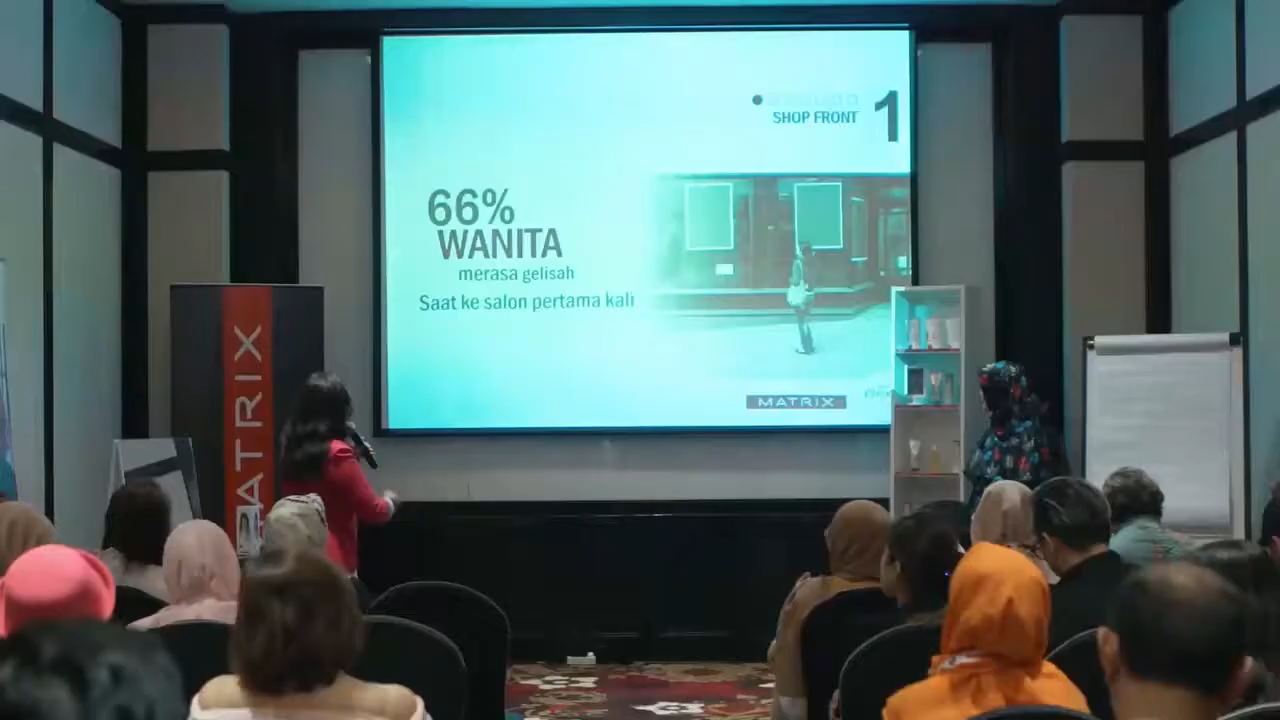 SHOP FRONT
1
66%
WANITA
merasa gelisah
Saat ke salon pertama kali
MATRIX
MATRIX